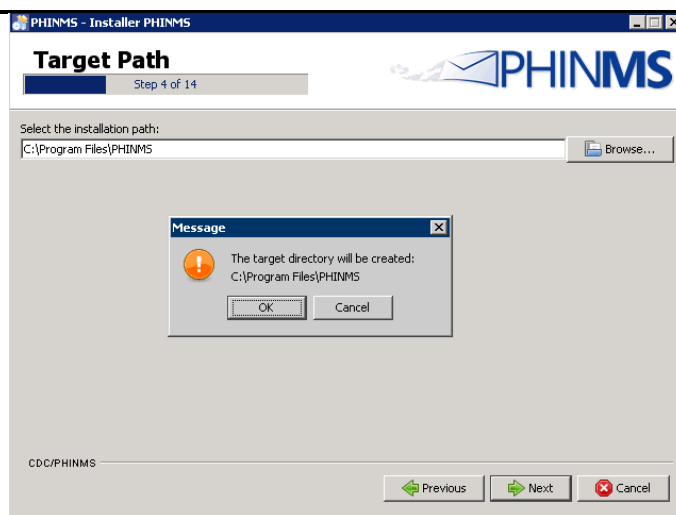 PHINMS - Installer PHINMS
Target Path
Step 4 of 14
PHINMS
Select the installation path:
C:\Program Files\PHINMS
Browse...
Message
The target directory will be created:
C:\Program Files\PHINMS
OK
Cancel
CDC/PHINMS
Previous
Next
Cancel